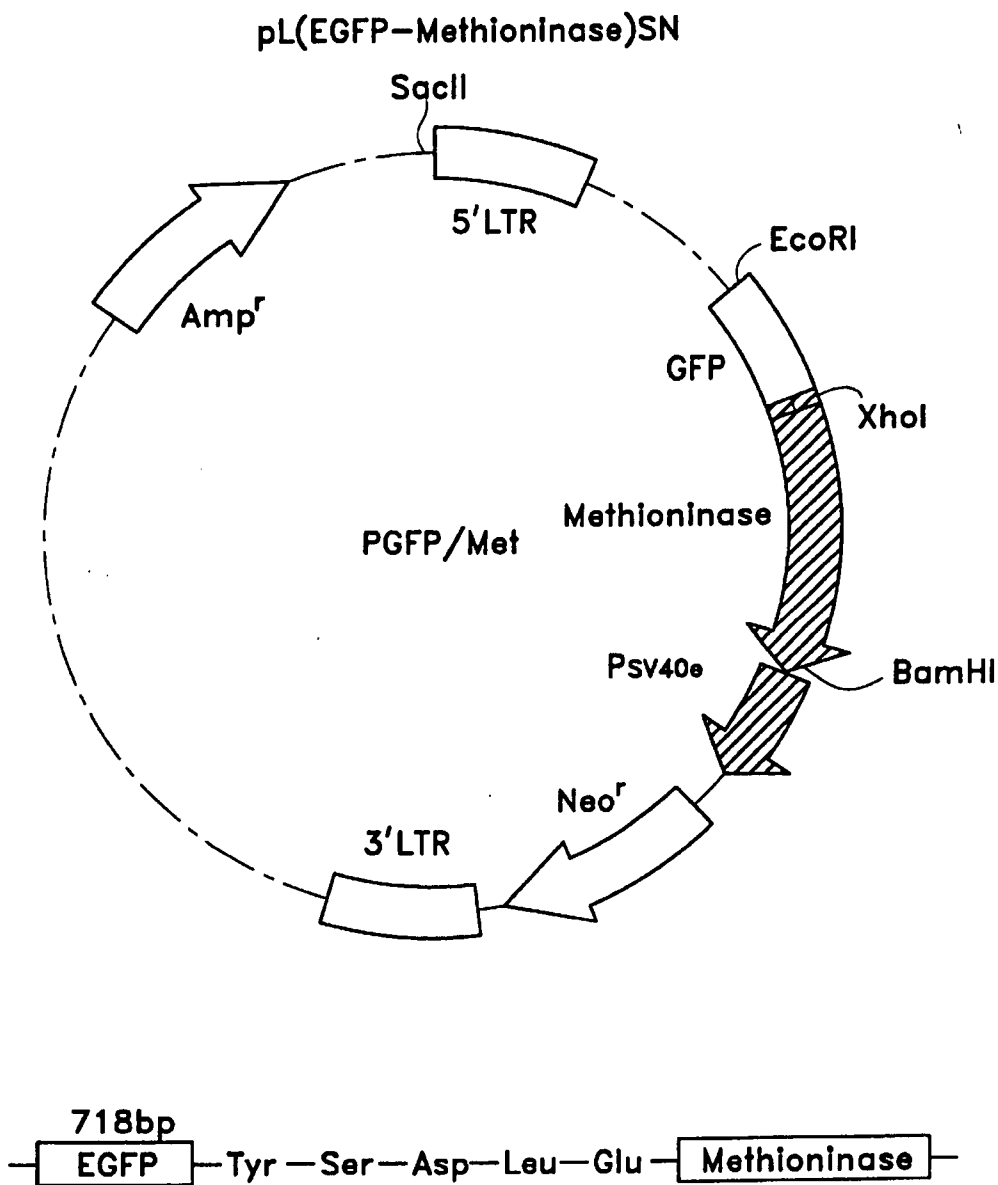 pL(EGFP-Methioninase)SN
SacII
5'LTR
EcoRI
Amp^r
GFP
XhoI
Methioninase
PGFP/Met
PSV40e
BamHI
Neo^r
3'LTR
718bp
EGFP — Tyr — Ser — Asp — Leu — Glu — Methioninase